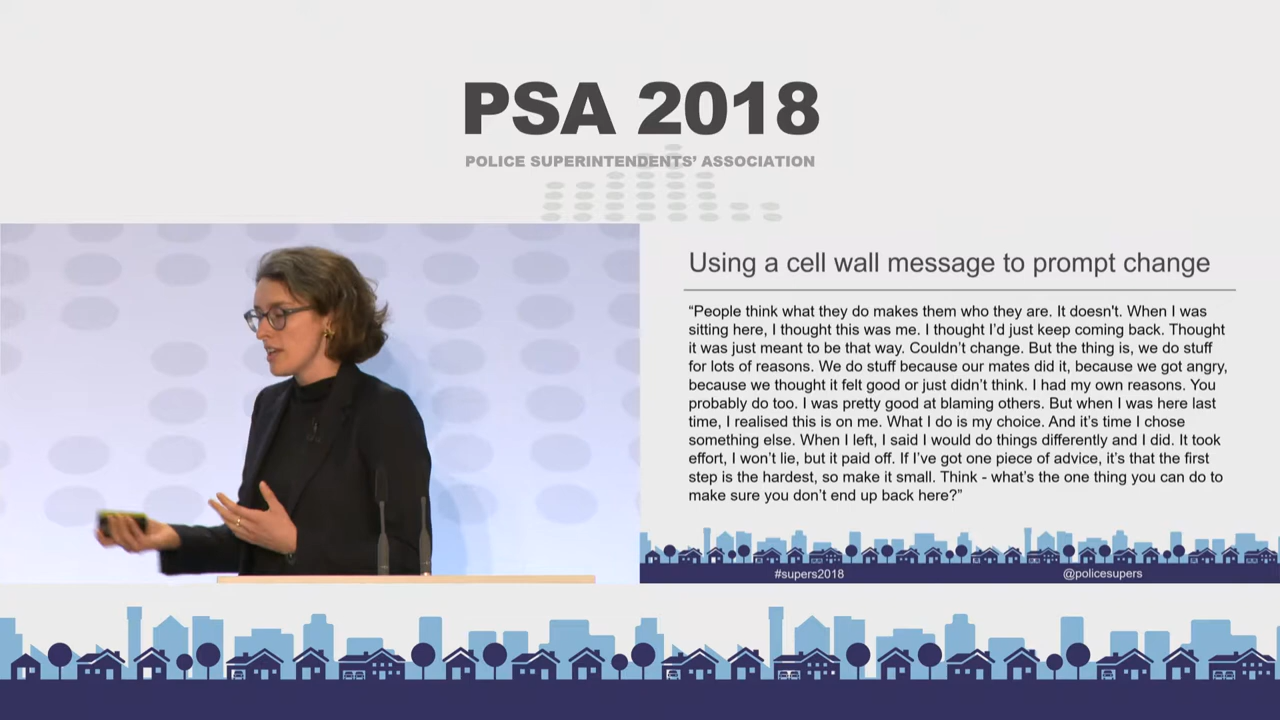 PSA 2018
POLICE SUPERINTENDENTS’ ASSOCIATION
Using a cell wall message to prompt change
“People think what they do makes them who they are. It doesn't. When I was
sitting here, I thought this was me. I thought I’d just keep coming back. Thought
it was just meant to be that way. Couldn’t change. But the thing is, we do stuff
for lots of reasons. We do stuff because our mates did it, because we got angry,
because we thought it felt good or just didn’t think. I had my own reasons. You
probably do too. I was pretty good at blaming others. But when I was here last
time, I realised this is on me. What I do is my choice. And it’s time I chose
something else. When I left, I said I would do things differently and I did. It took
effort, I won’t lie, but it paid off. If I’ve got one piece of advice, it’s that the first
step is the hardest, so make it small. Think - what’s the one thing you can do to
make sure you don’t end up back here?”
#supers2018
@policesupers